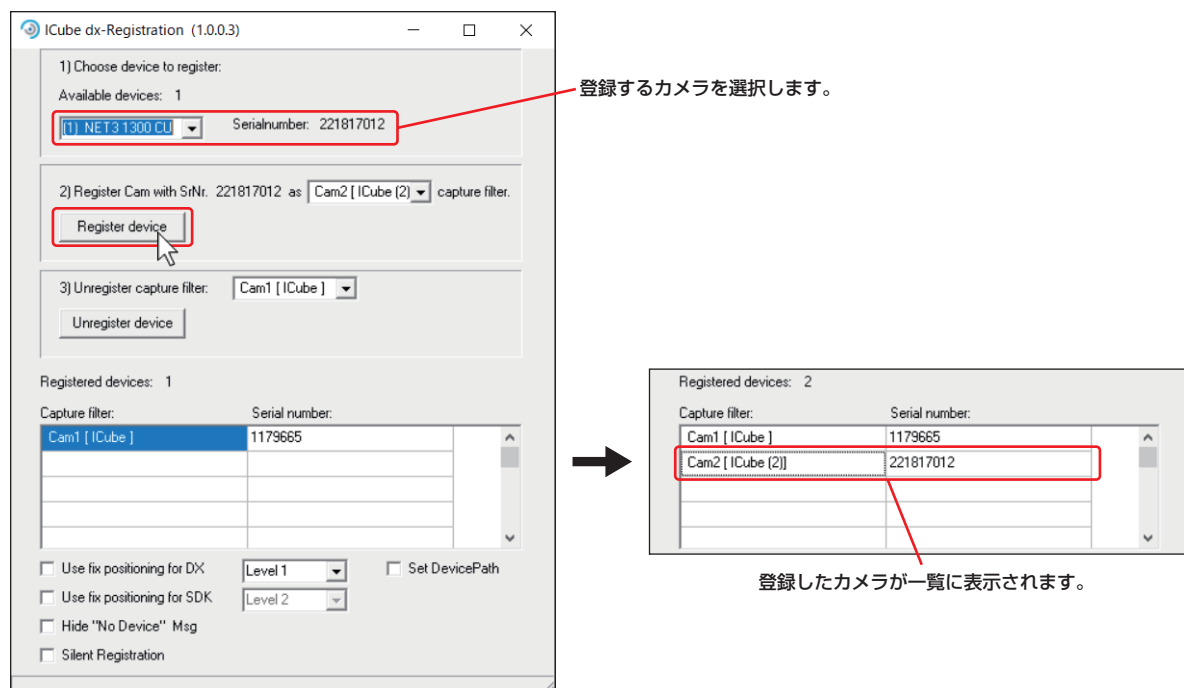 ICube dx-Registration (1.0.0.3)
1) Choose device to register:
Available devices: 1
(1) NET3 1300 CU
Serialnumber: 221817012
登録するカメラを選択します。
2) Register Cam with SrNr. 221817012 as Cam2 [ ICube (2) capture filter.
Register device
3) Unregister capture filter: Cam1 [ ICube ]
Unregister device
Registered devices: 1
Capture filter: Serial number:
Cam1 [ ICube ] 1179665
Use fix positioning for DX Level 1 Set DevicePath
Use fix positioning for SDK Level 2
Hide "No Device" Msg
Silent Registration
Registered devices: 2
Capture filter: Serial number:
Cam1 [ ICube ] 1179665
Cam2 [ ICube (2)] 221817012
登録したカメラが一覧に表示されます。